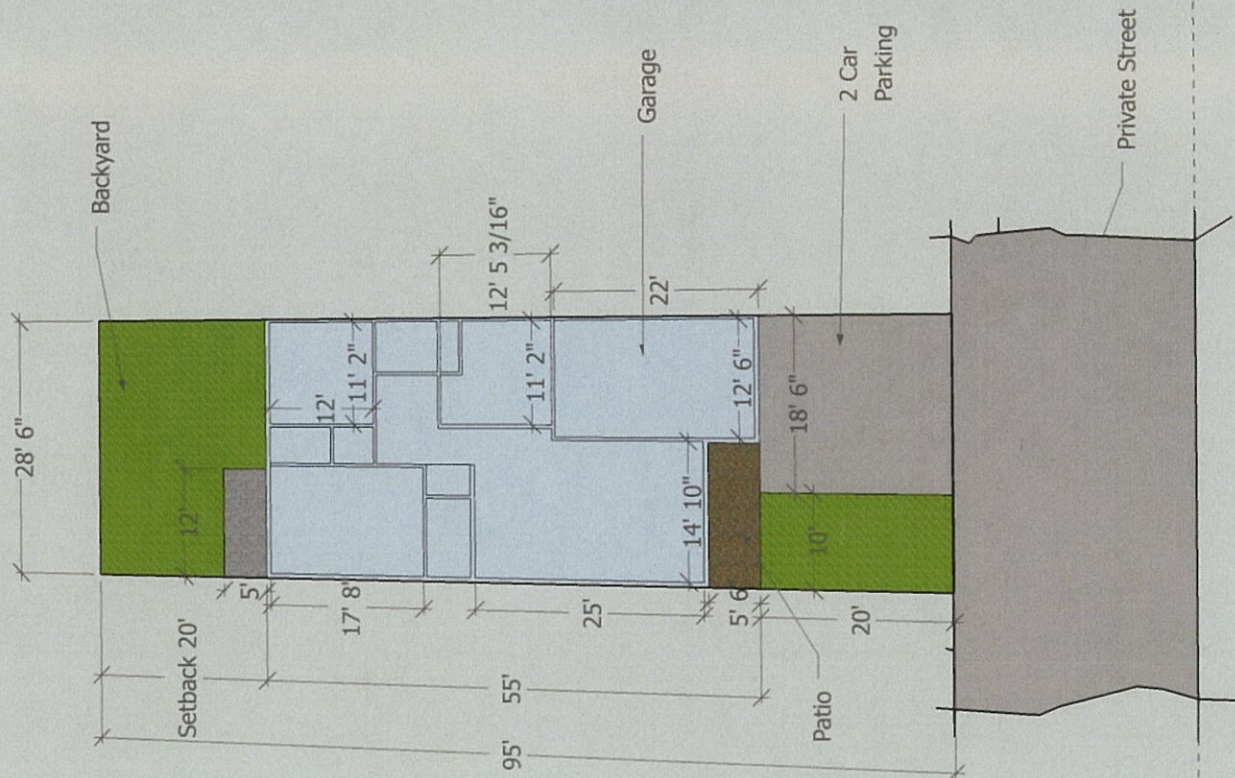 28' 6"
Backyard
12'
5'
Setback 20'
12'
11' 2"
17' 8"
12' 5 3/16"
11' 2"
Garage
22'
25'
14' 10"
12' 6"
5' 6
2 Car
Parking
18' 6"
10'
20'
Patio
55'
95'
Private Street